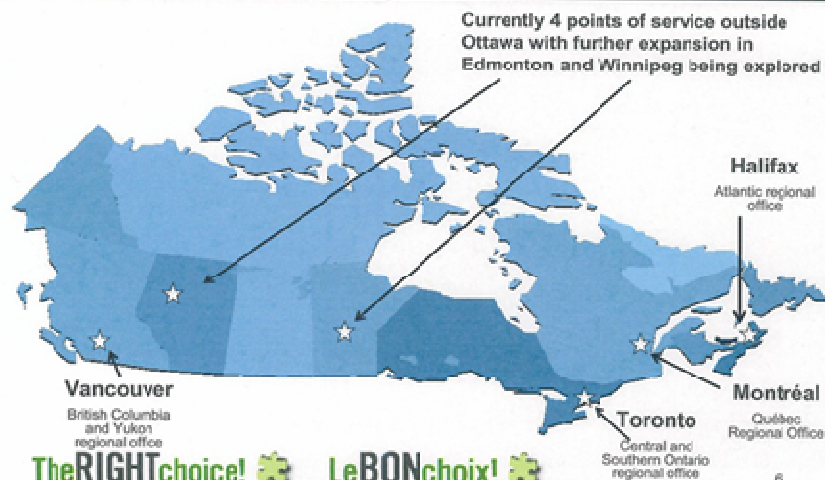 Currently 4 points of service outside
Ottawa with further expansion in
Edmonton and Winnipeg being explored
Halifax
Atlantic regional
office
Vancouver
British Columbia
and Yukon
regional office
Montréal
Québec
Regional Office
Toronto
Central and
Southern Ontario
regional office
TheRIGHTchoice!
LeBONchoix!
6